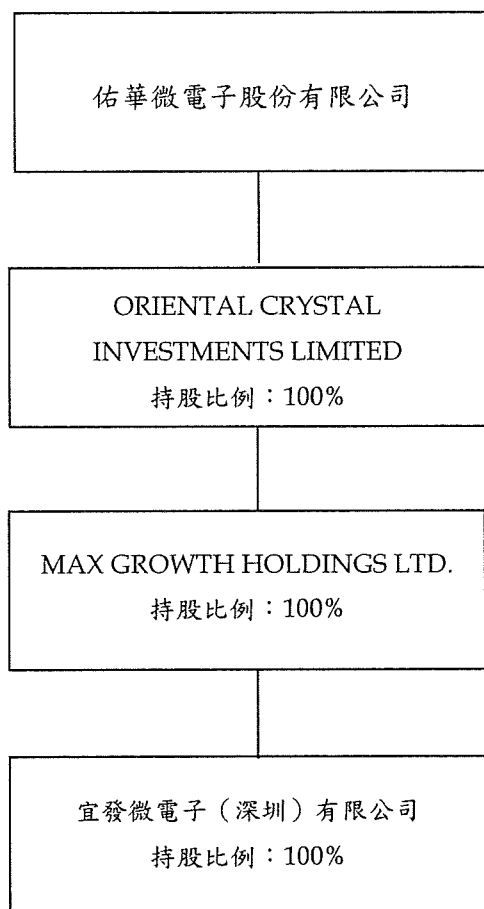 佑華微電子股份有限公司
ORIENTAL CRYSTAL
INVESTMENTS LIMITED
持股比例：100%
MAX GROWTH HOLDINGS LTD.
持股比例：100%
宜發微電子（深圳）有限公司
持股比例：100%